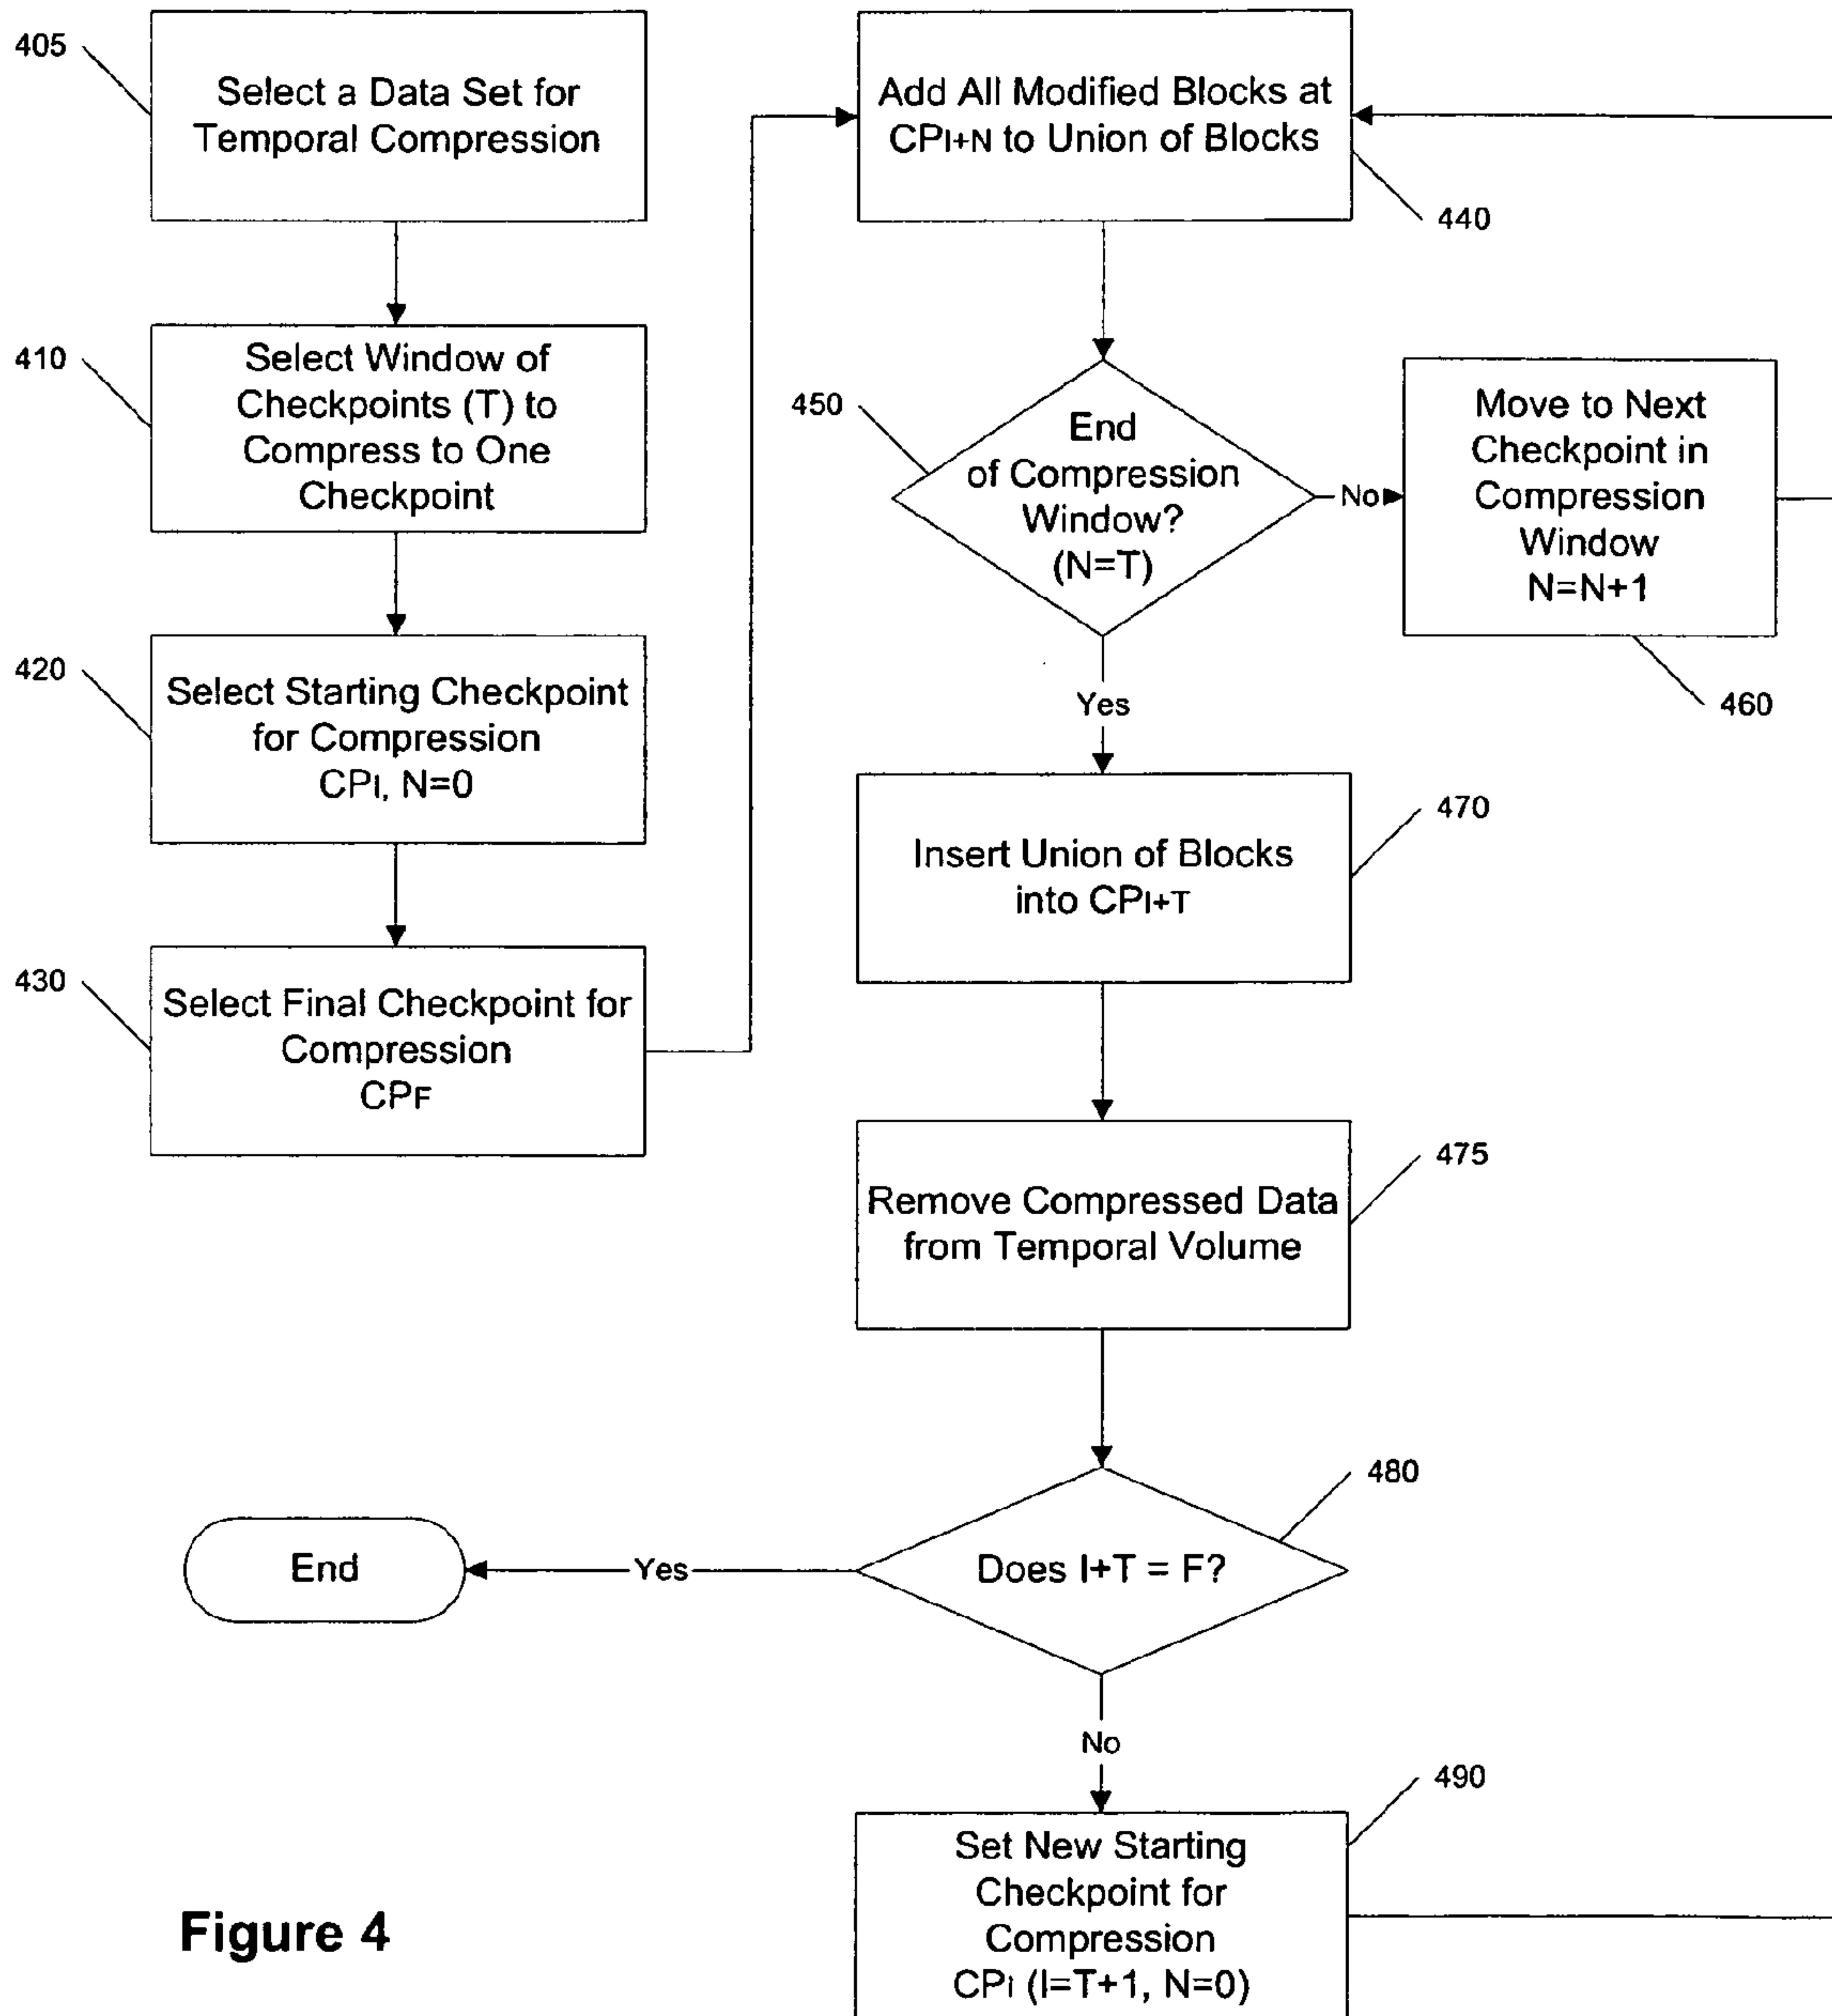 405
Select a Data Set for
Temporal Compression
410
Select Window of
Checkpoints (T) to
Compress to One
Checkpoint
420
Select Starting Checkpoint
for Compression
CPI, N=0
430
Select Final Checkpoint for
Compression
CPF
Add All Modified Blocks at
CPI+N to Union of Blocks
440
450
End
of Compression
Window?
(N=T)
No
Move to Next
Checkpoint in
Compression
Window
N=N+1
460
Yes
470
Insert Union of Blocks
into CPI+T
475
Remove Compressed Data
from Temporal Volume
480
Does I+T = F?
Yes
End
No
490
Set New Starting
Checkpoint for
Compression
CPI (I=T+1, N=0)
Figure 4